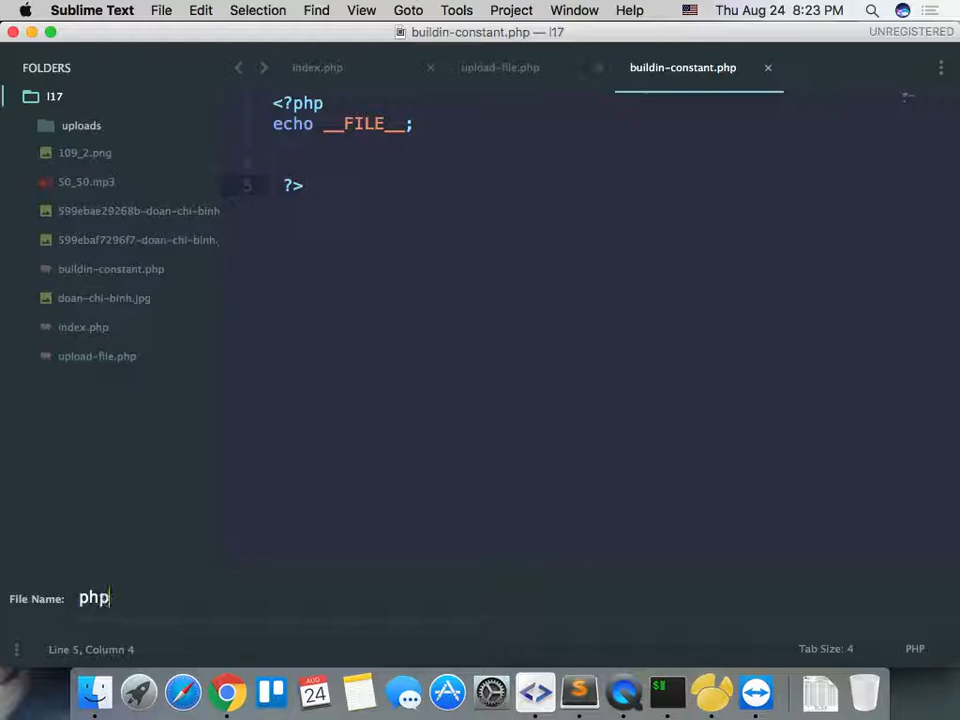 Sublime Text File Edit Selection Find View Goto Tools Project Window Help Thu Aug 24 8:23 PM
buildin-constant.php — l17 UNREGISTERED
FOLDERS
index.php upload-file.php buildin-constant.php
l17
uploads
109_2.png
50_50.mp3
599ebae29268b-doan-chi-binh
599ebaf7296f7-doan-chi-binh.
buildin-constant.php
doan-chi-binh.jpg
index.php
upload-file.php
<?php
echo __FILE__;
5 ?>
File Name: php
Line 5, Column 4 Tab Size: 4 PHP
AUG
24